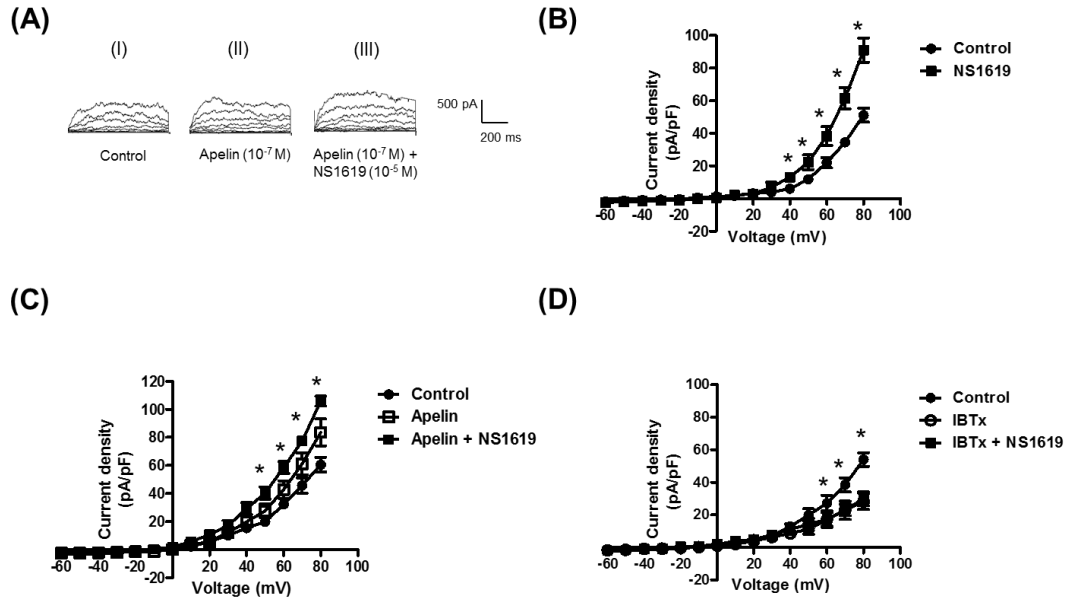 (A)
(I)
(II)
(III)
500 pA
200 ms
Control
Apelin (10⁻⁷ M)
Apelin (10⁻⁷ M) +
NS1619 (10⁻⁵ M)
(B)
Current density
(pA/pF)
100
80
60
40
20
-20
-60 -40 -20 20 40 60 80 100
Voltage (mV)
* * * * *
Control
NS1619
(C)
Current density
(pA/pF)
120
100
80
60
40
20
-20
-60 -40 -20 20 40 60 80 100
Voltage (mV)
* * * *
Control
Apelin
Apelin + NS1619
(D)
Current density
(pA/pF)
100
80
60
40
20
-20
-60 -40 -20 20 40 60 80 100
Voltage (mV)
* * *
Control
IBTx
IBTx + NS1619